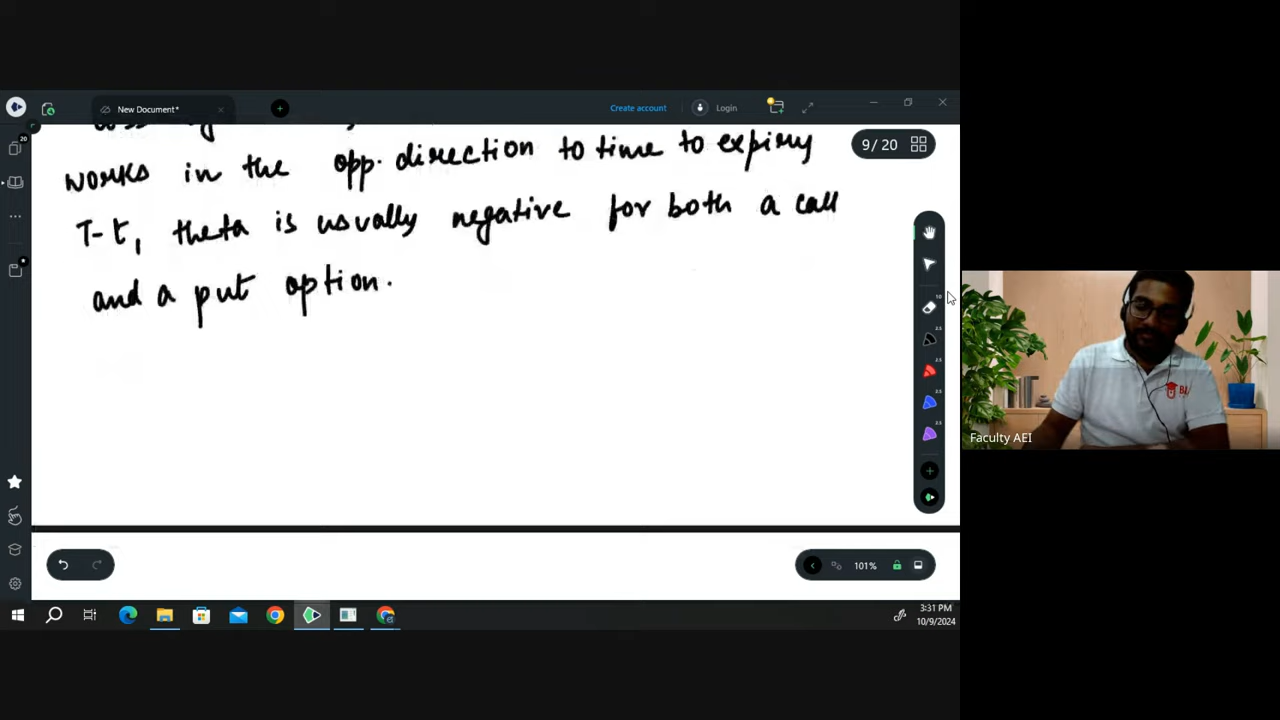 New Document*
Create account
Login
works in the opp. direction to time to expiry
9/20
T-t, theta is usually negative for both a call
and a put option.
Faculty AEI
101%
3:31 PM
10/9/2024